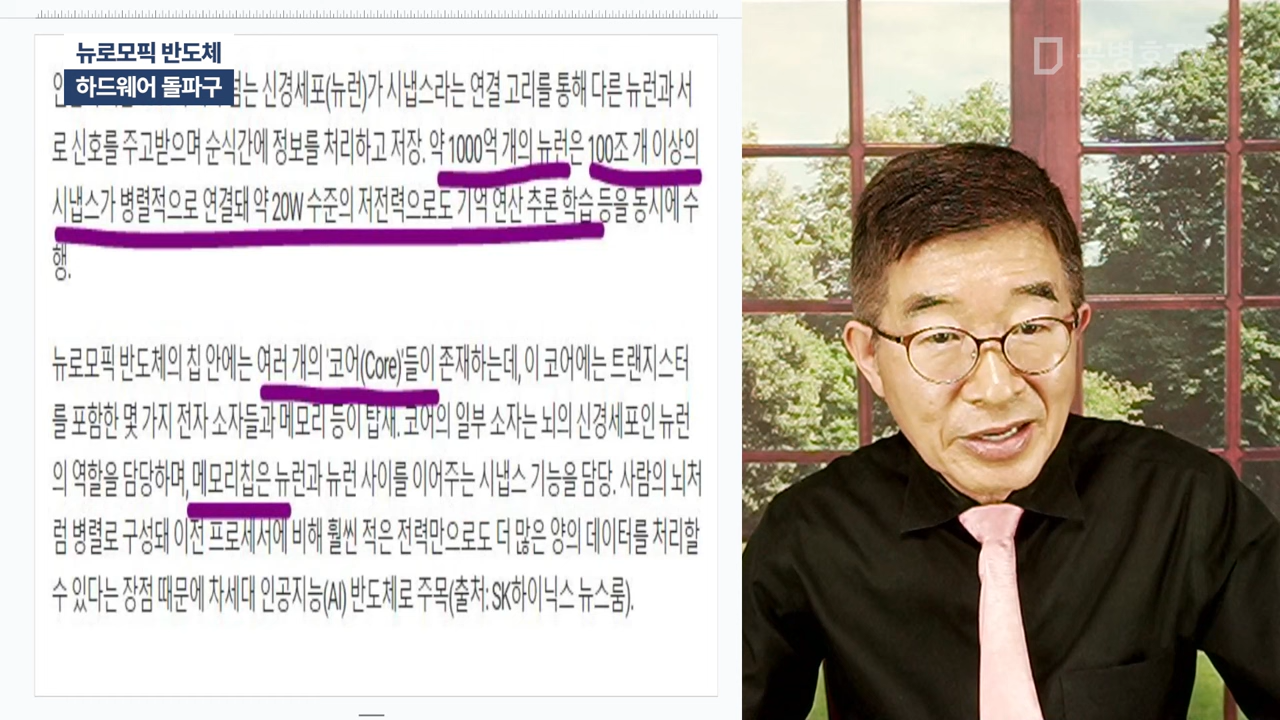 뉴로모픽 반도체
하드웨어 돌파구
는 신경세포(뉴런)가 시냅스라는 연결 고리를 통해 다른 뉴런과 서
로 신호를 주고받으며 순식간에 정보를 처리하고 저장. 약 1000억 개의 뉴런은 100조 개 이상의
시냅스가 병렬적으로 연결돼 약 20W 수준의 저전력으로도 기억 연산 추론 학습 등을 동시에 수
행.
뉴로모픽 반도체의 칩 안에는 여러 개의 '코어(Core)'들이 존재하는데, 이 코어에는 트랜지스터
를 포함한 몇 가지 전자 소자들과 메모리 등이 탑재. 코어의 일부 소자는 뇌의 신경세포인 뉴런
의 역할을 담당하며, 메모리칩은 뉴런과 뉴런 사이를 이어주는 시냅스 기능을 담당. 사람의 뇌처
럼 병렬로 구성돼 이전 프로세서에 비해 훨씬 적은 전력만으로도 더 많은 양의 데이터를 처리할
수 있다는 장점 때문에 차세대 인공지능(AI) 반도체로 주목(출처: SK하이닉스 뉴스룸).